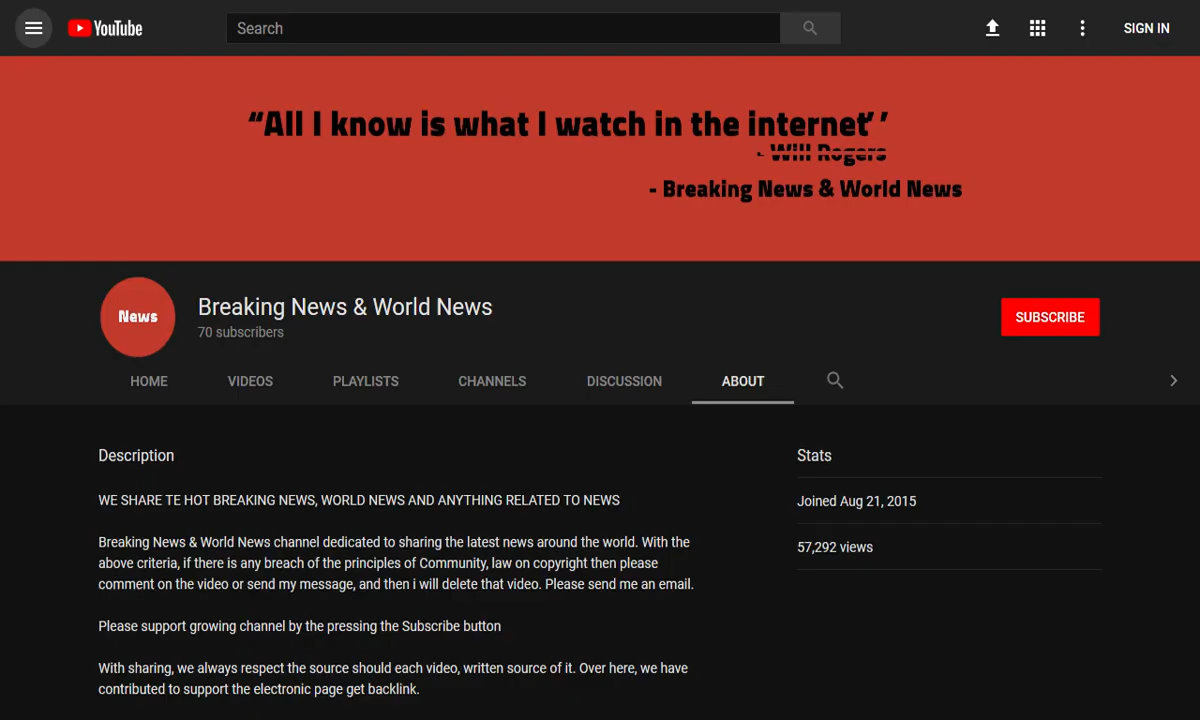 YouTube
Search
SIGN IN
“All I know is what I watch in the internet’’
- Will Rogers
- Breaking News & World News
News
Breaking News & World News
70 subscribers
SUBSCRIBE
HOME
VIDEOS
PLAYLISTS
CHANNELS
DISCUSSION
ABOUT
Description
WE SHARE TE HOT BREAKING NEWS, WORLD NEWS AND ANYTHING RELATED TO NEWS
Breaking News & World News channel dedicated to sharing the latest news around the world. With the
above criteria, if there is any breach of the principles of Community, law on copyright then please
comment on the video or send my message, and then i will delete that video. Please send me an email.
Please support growing channel by the pressing the Subscribe button
With sharing, we always respect the source should each video, written source of it. Over here, we have
contributed to support the electronic page get backlink.
Stats
Joined Aug 21, 2015
57,292 views